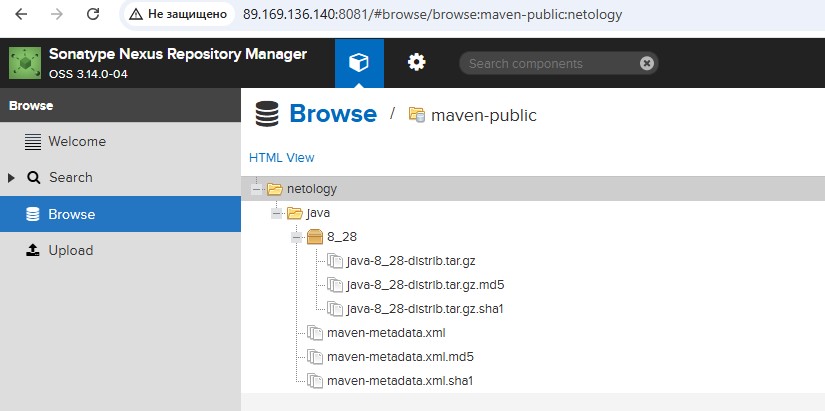 Не защищено 89.169.136.140:8081/#browse/browse:maven-public:netology
Sonatype Nexus Repository Manager
OSS 3.14.0-04
Search components
Browse
Welcome
Search
Browse
Upload
Browse / maven-public
HTML View
netology
java
8_28
java-8_28-distrib.tar.gz
java-8_28-distrib.tar.gz.md5
java-8_28-distrib.tar.gz.sha1
maven-metadata.xml
maven-metadata.xml.md5
maven-metadata.xml.sha1